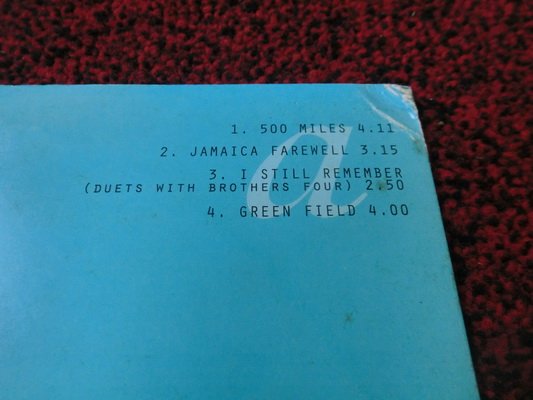 1. 500 MILES 4.11
2. JAMAICA FAREWELL 3.15
3. I STILL REMEMBER
(DUETS WITH BROTHERS FOUR) 2.50
4. GREEN FIELD 4.00
a